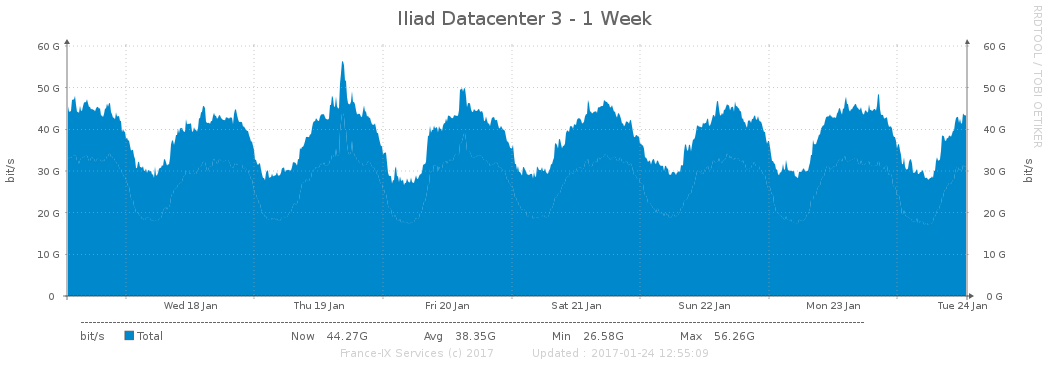 Iliad Datacenter 3 - 1 Week
RRDTOOL / TOBI OETIKER
60 G 60 G
50 G 50 G
40 G 40 G
30 G 30 G
20 G 20 G
10 G 10 G
0 0 G
bit/s bit/s
Wed 18 Jan Thu 19 Jan Fri 20 Jan Sat 21 Jan Sun 22 Jan Mon 23 Jan Tue 24 Jan
bit/s Total Now 44.27G Avg 38.35G Min 26.58G Max 56.26G
France-IX Services (c) 2017 Updated : 2017-01-24 12:55:09